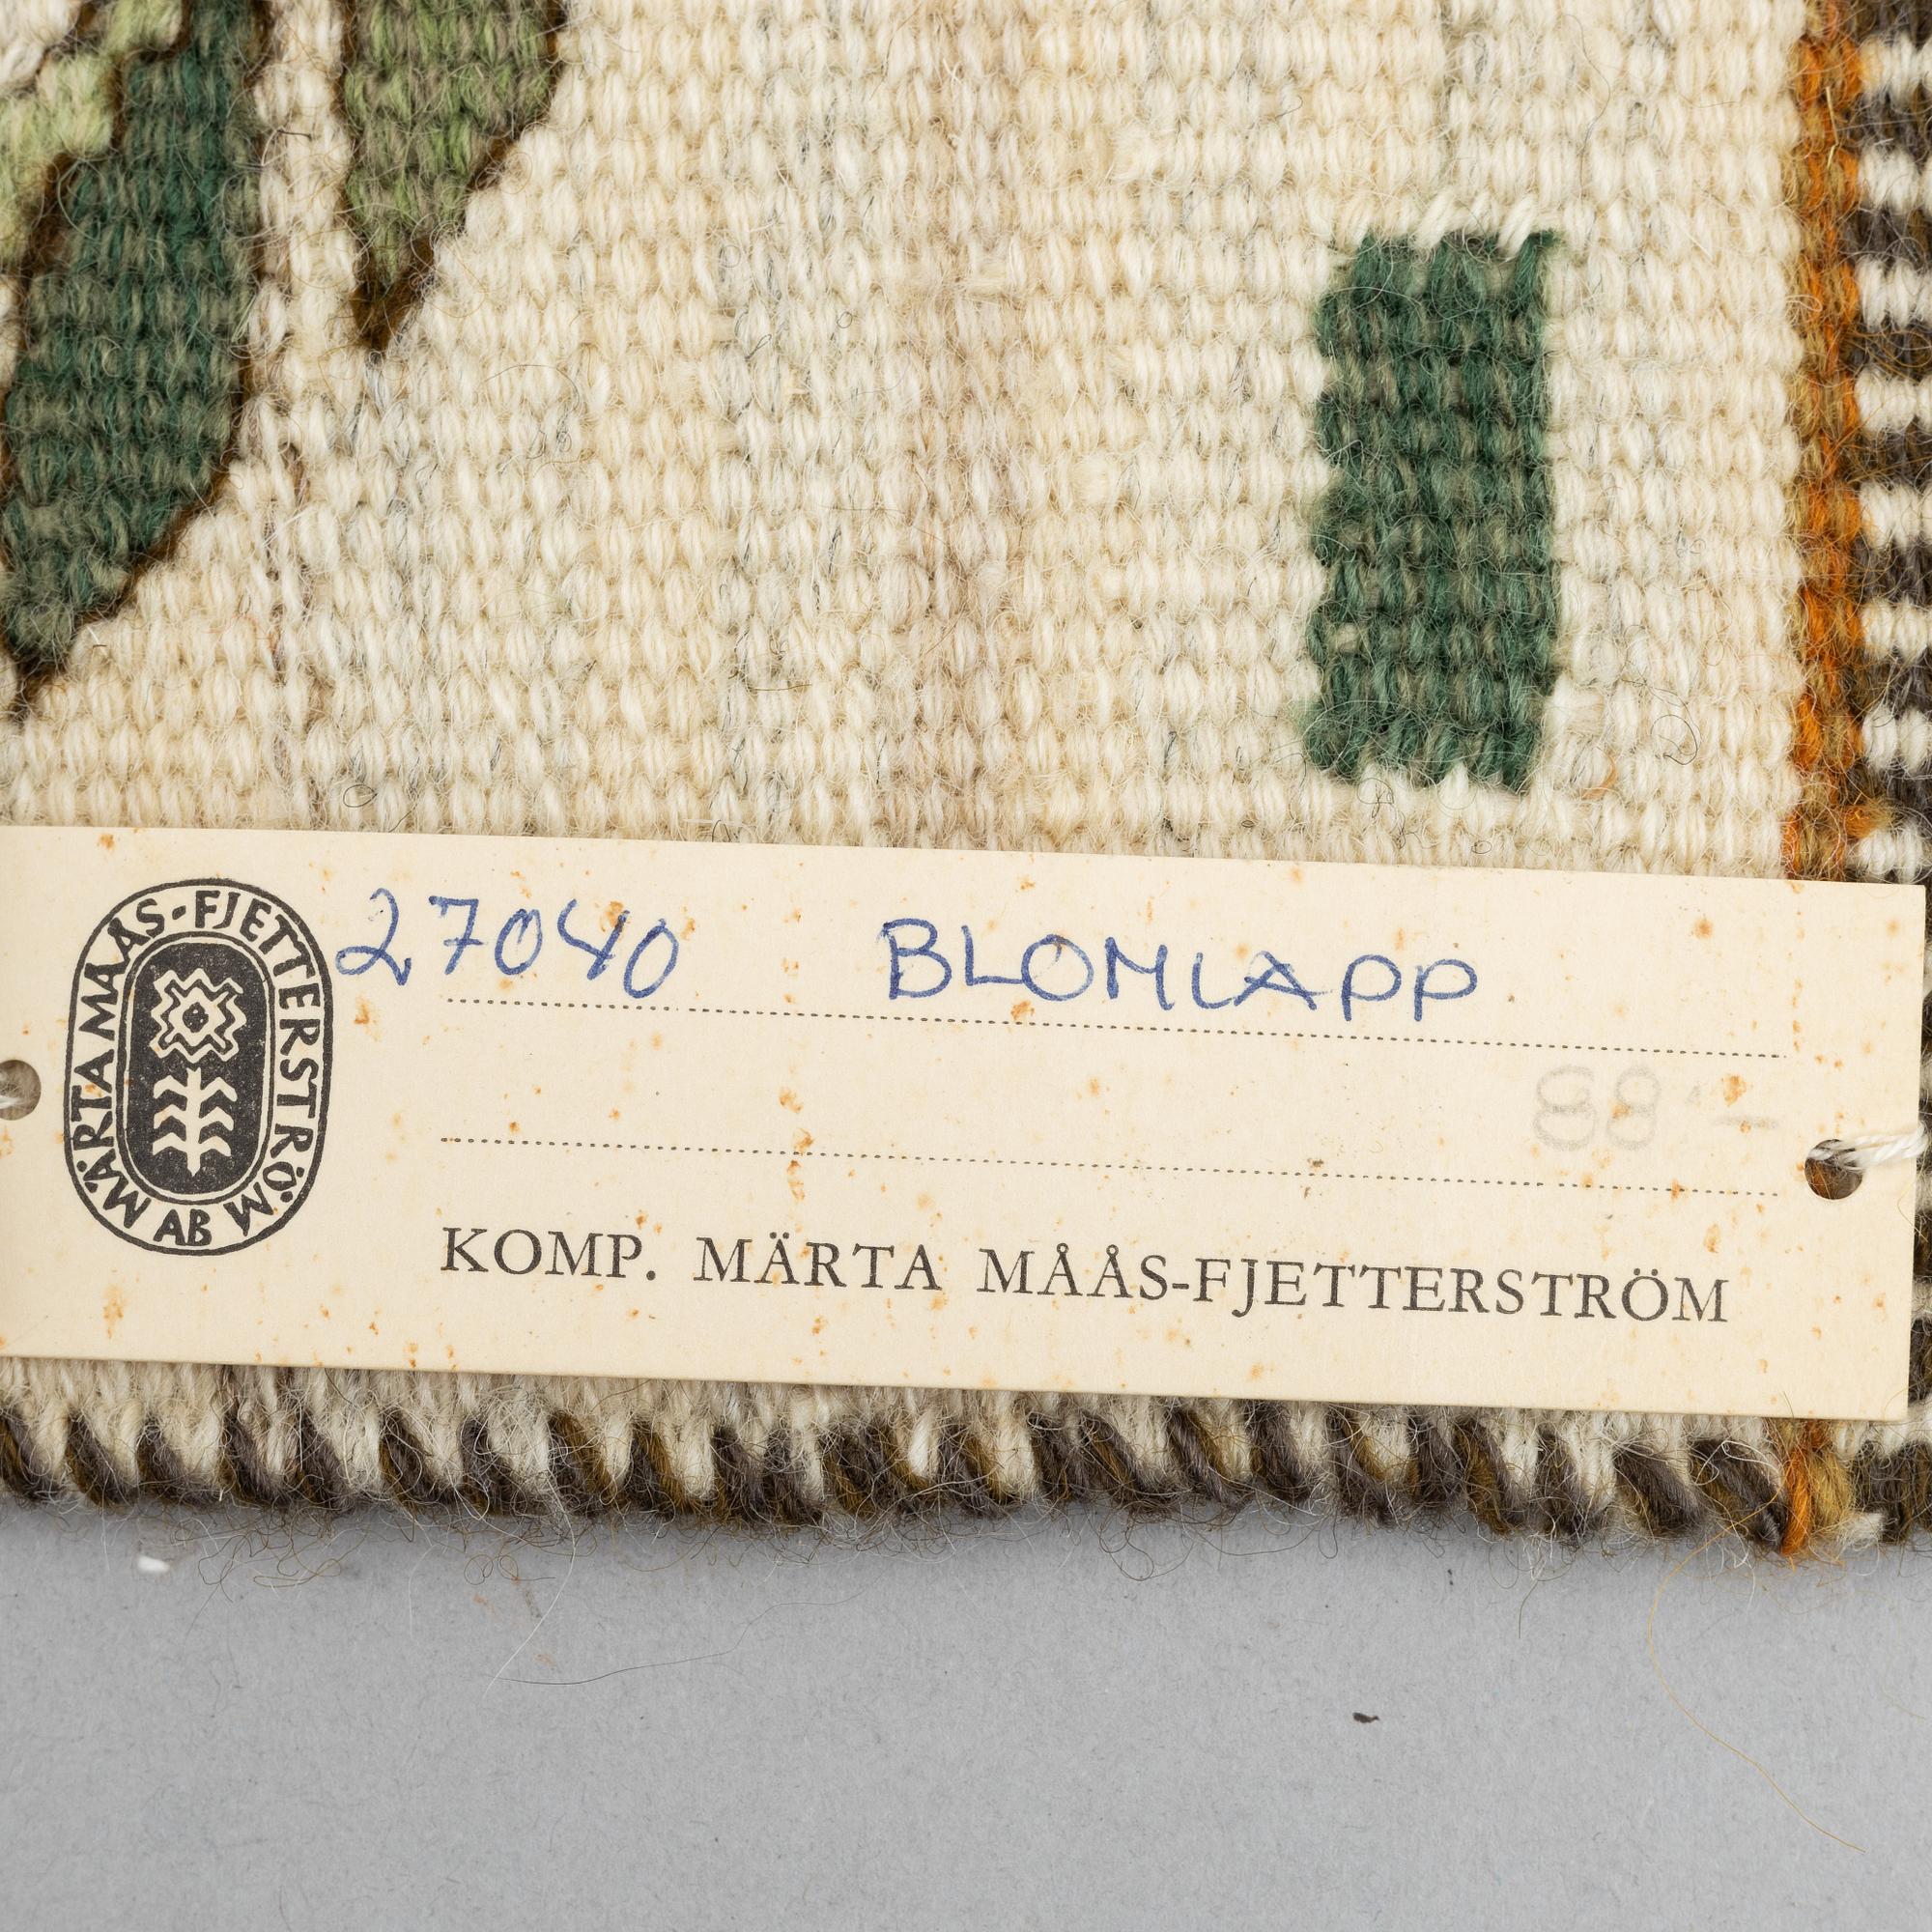 MÄRTA MÅÅS-FJETTERSTRÖM AB
27040 BLOMLAPP
88:-
KOMP. MÄRTA MÅÅS-FJETTERSTRÖM